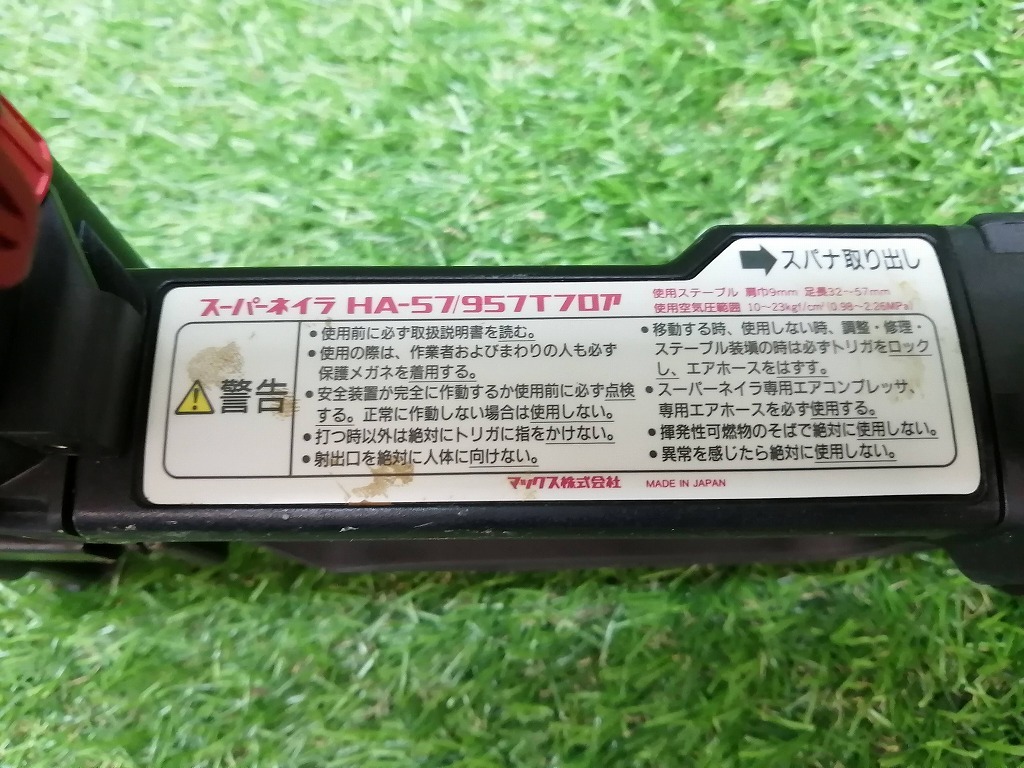 ➡スパナ取り出し
スーパーネイラ HA-57/957Tフロア
使用ステープル 肩巾9mm 足長32〜57mm
使用空気圧範囲 10〜23kgf/cm²(0.98〜2.26MPa)
警告
●使用前に必ず取扱説明書を読む。
●使用の際は、作業者およびまわりの人も必ず
保護メガネを着用する。
●安全装置が完全に作動するか使用前に必ず点検
する。正常に作動しない場合は使用しない。
●打つ時以外は絶対にトリガに指をかけない。
●射出口を絶対に人体に向けない。
●移動する時、使用しない時、調整・修理・
ステープル装填の時は必ずトリガをロック
し、エアホースをはずす。
●スーパーネイラ専用エアコンプレッサ、
専用エアホースを必ず使用する。
●揮発性可燃物のそばで絶対に使用しない。
●異常を感じたら絶対に使用しない。
マックス株式会社 MADE IN JAPAN